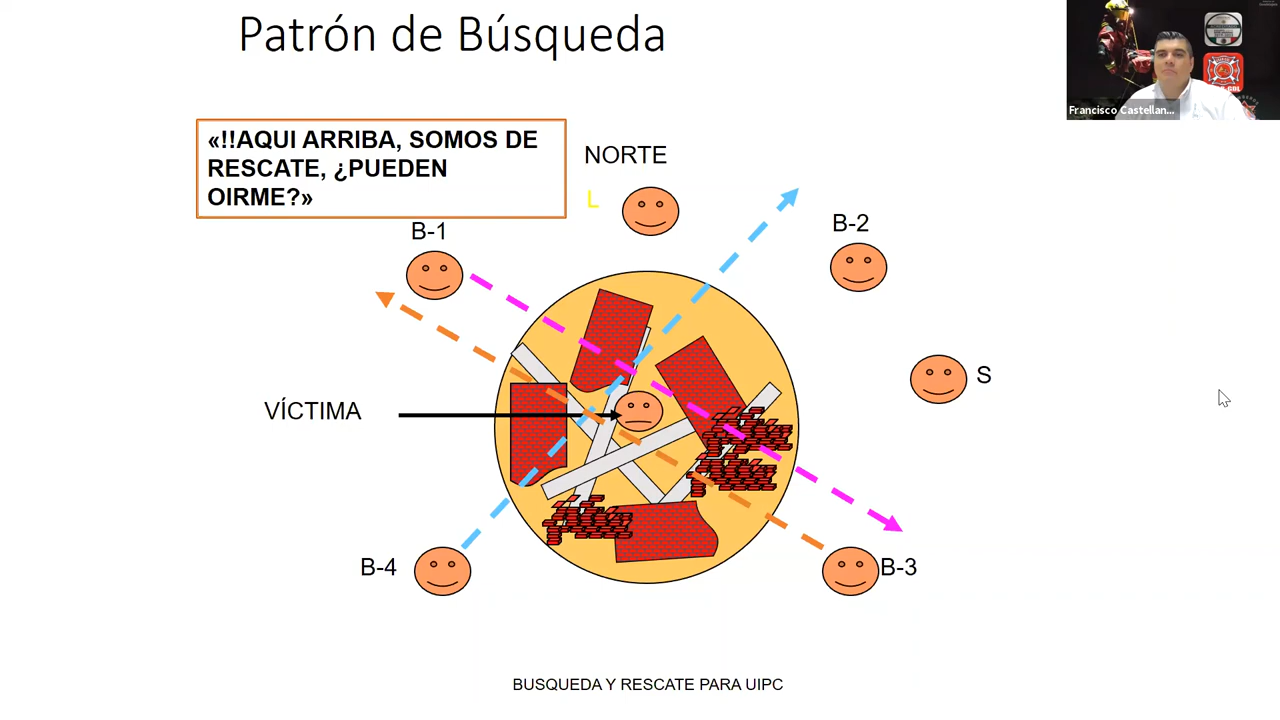 Patrón de Búsqueda
«!!AQUI ARRIBA, SOMOS DE
RESCATE, ¿PUEDEN
OIRME?»
NORTE
L
B-1
B-2
S
VÍCTIMA
B-4
B-3
BUSQUEDA Y RESCATE PARA UIPC
Francisco Castellan...